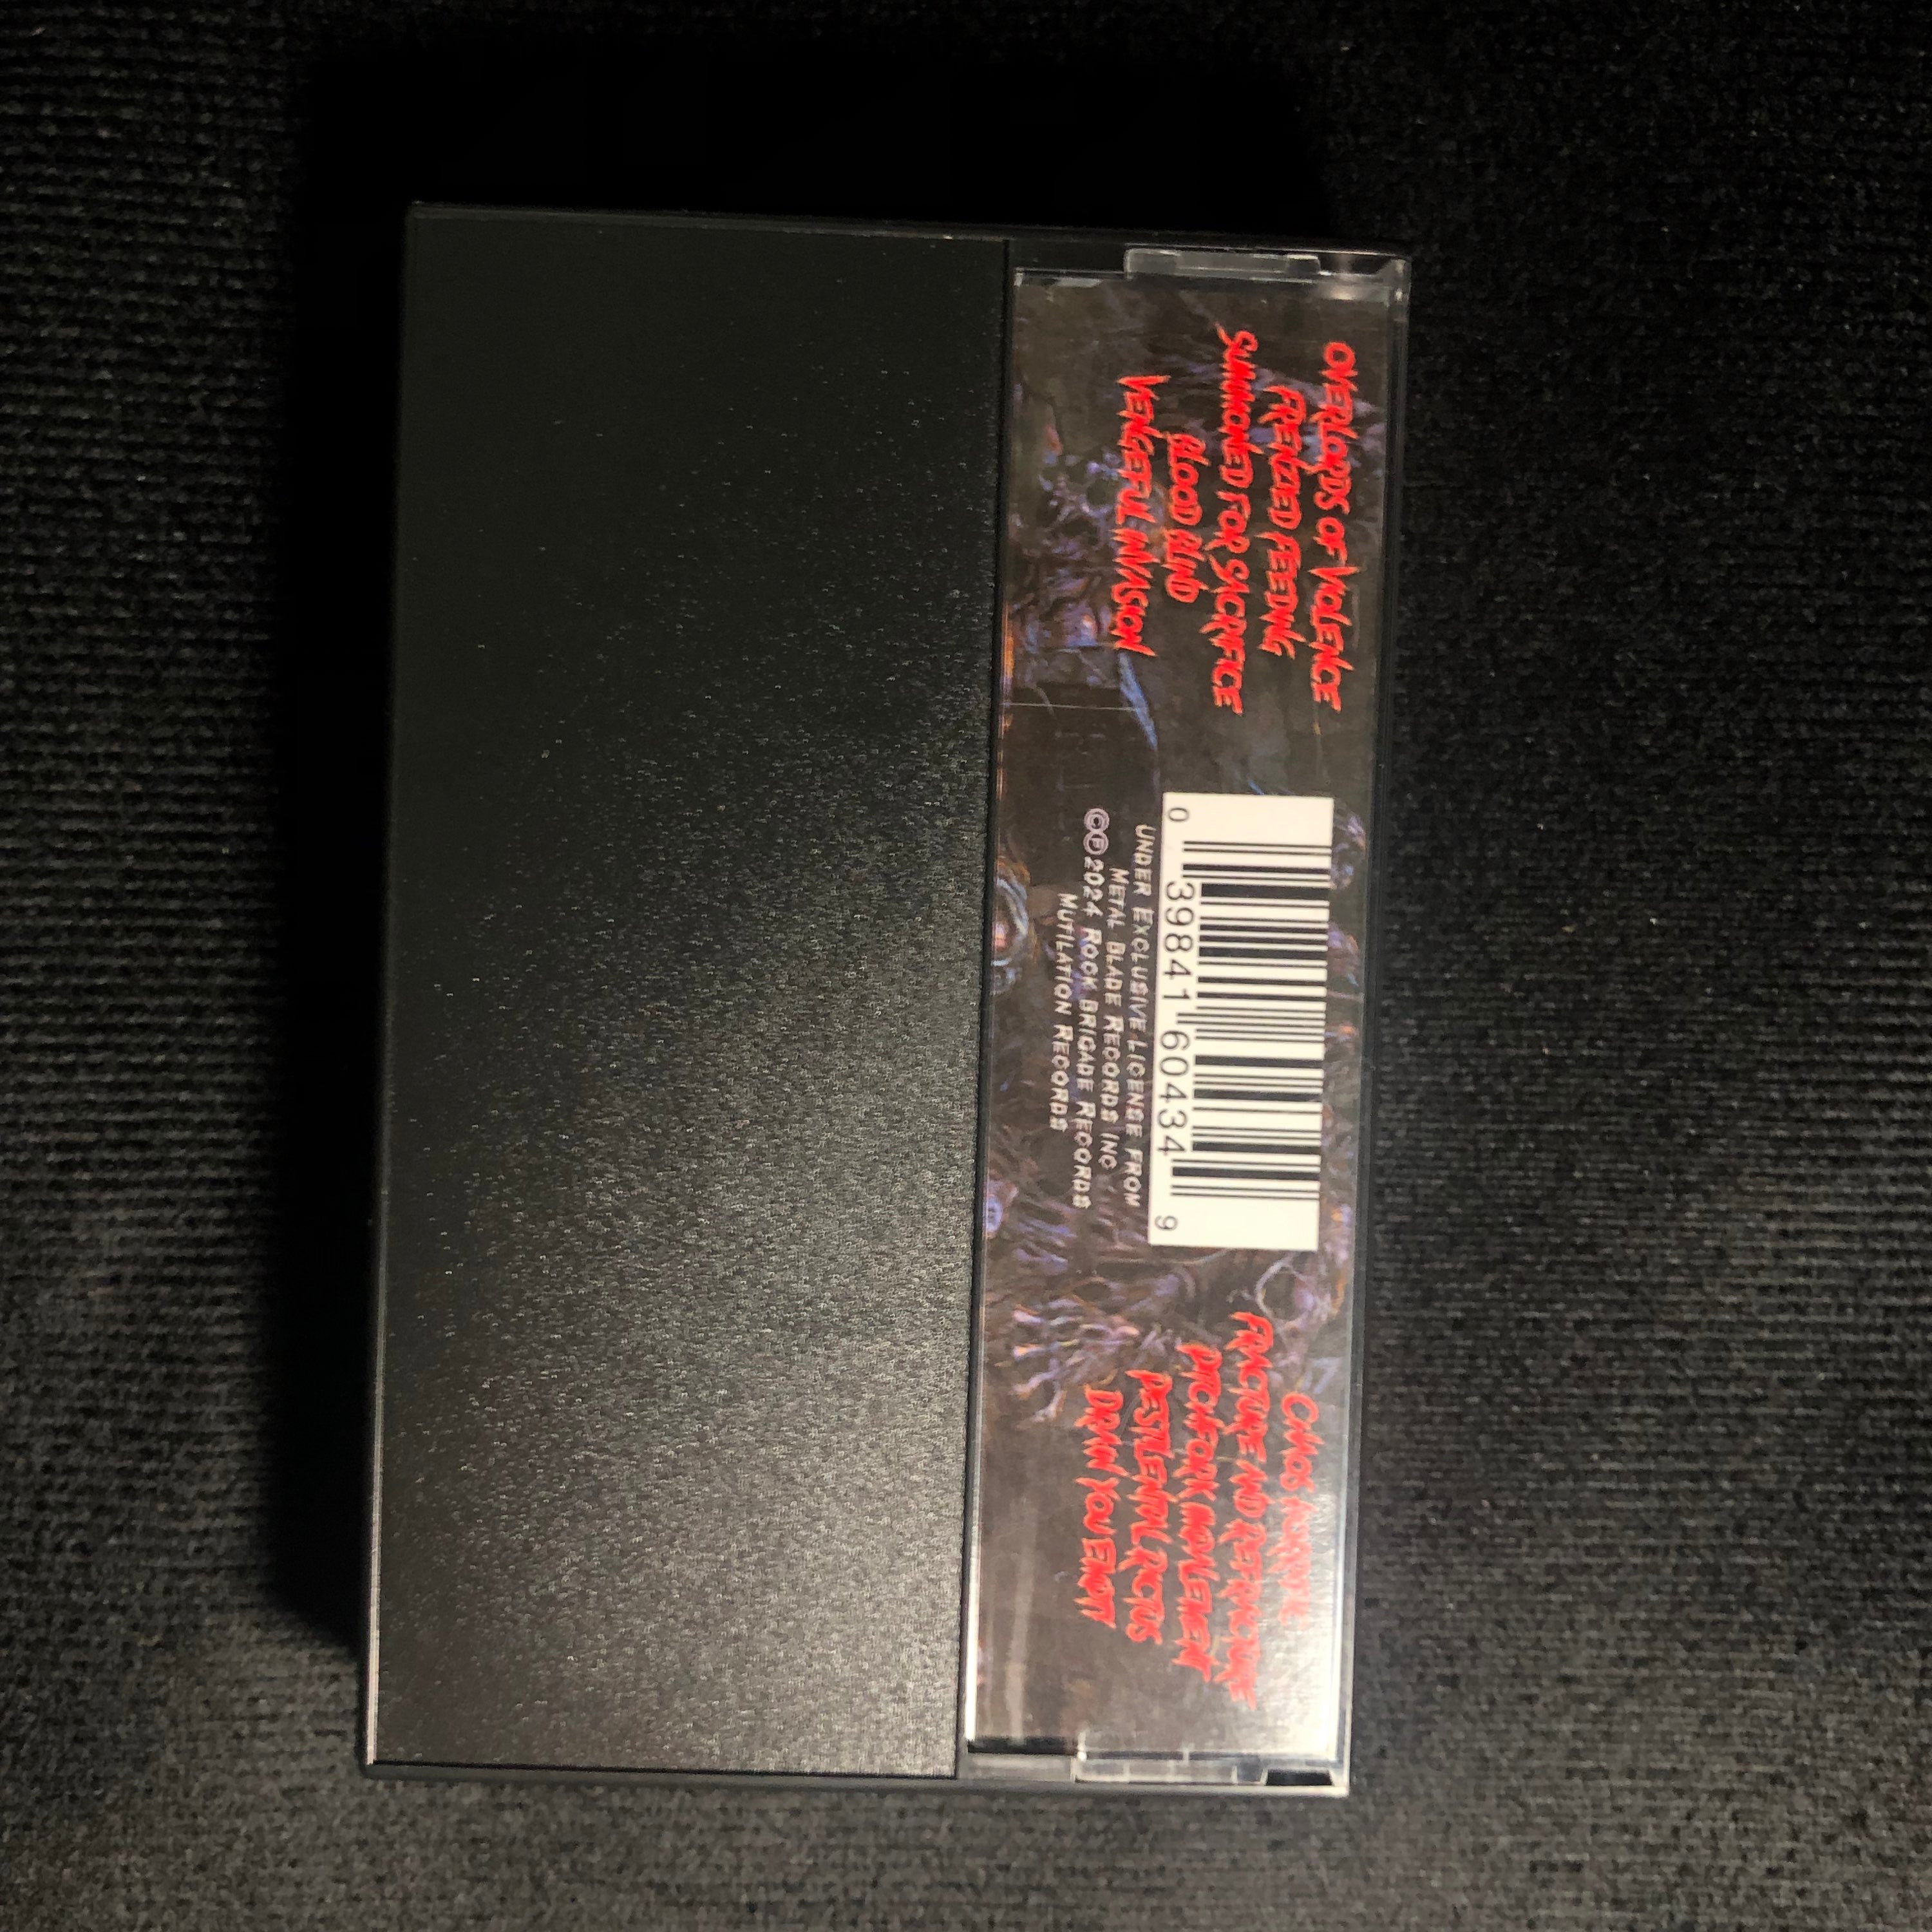 OVERLORDS OF VIOLENCE
FRENZIED FEEDING
SUMMONED FOR SACRIFICE
BLOOD BLIND
VENGEFUL INVASION
0 39841 60434 9
UNDER EXCLUSIVE LICENSE FROM
METAL BLADE RECORDS INC
©℗2024 ROCK BRIGADE RECORDS
MUTILATION RECORDS
CHAOS HORRIFIC
FRACTURE AND REFRACTURE
PITCHFORK IMPALEMENT
PESTILENTIAL RICTUS
DRAIN YOU EMPTY